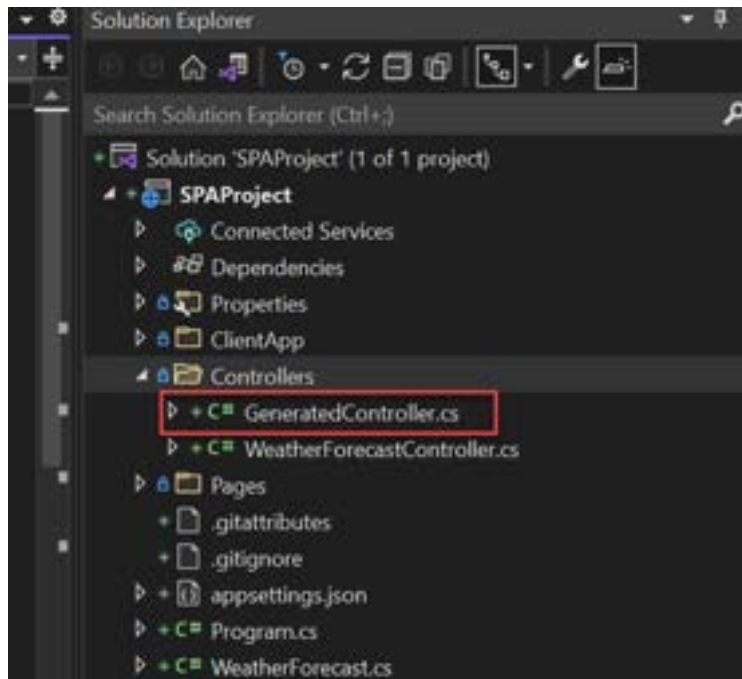 Solution Explorer
Search Solution Explorer (Ctrl+;)
Solution 'SPAProject' (1 of 1 project)
SPAProject
Connected Services
Dependencies
Properties
ClientApp
Controllers
C# GeneratedController.cs
C# WeatherForecastController.cs
Pages
.gitattributes
.gitignore
appsettings.json
C# Program.cs
C# WeatherForecast.cs